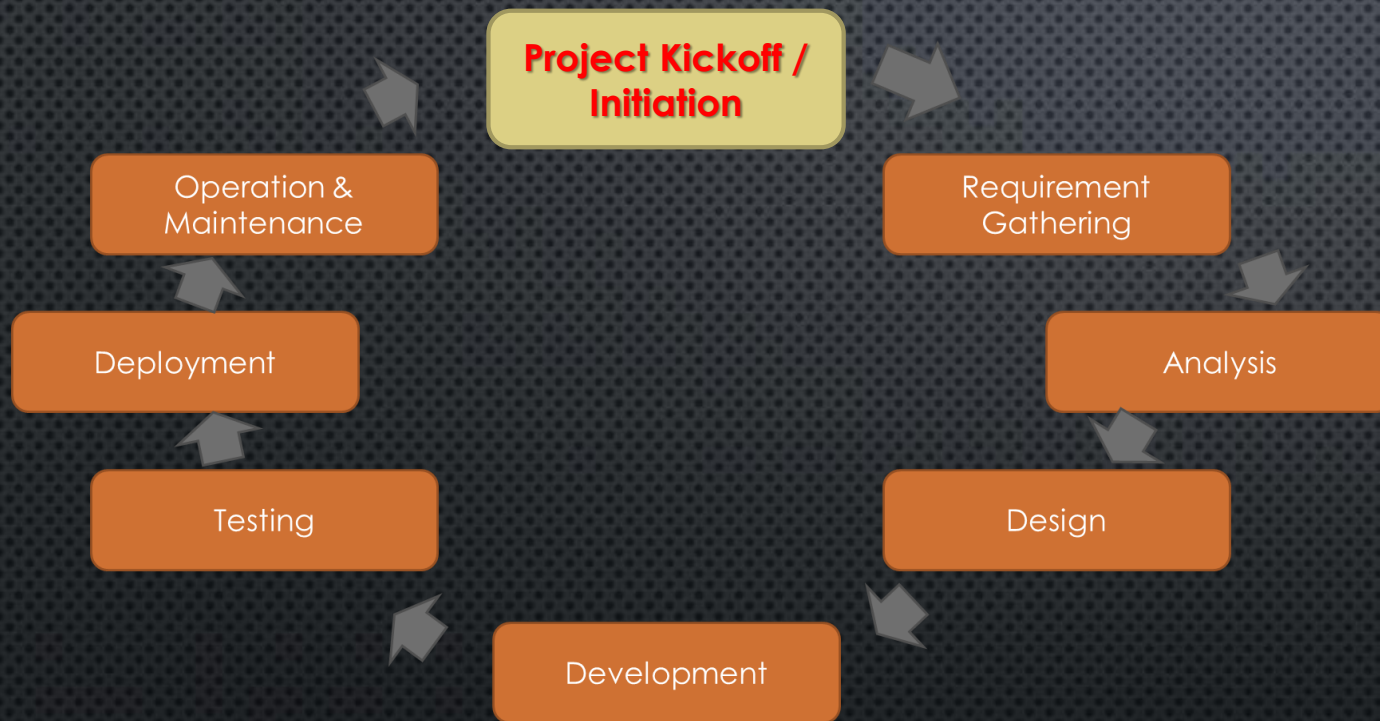 Project Kickoff /
Initiation
Requirement
Gathering
Analysis
Design
Development
Testing
Deployment
Operation &
Maintenance